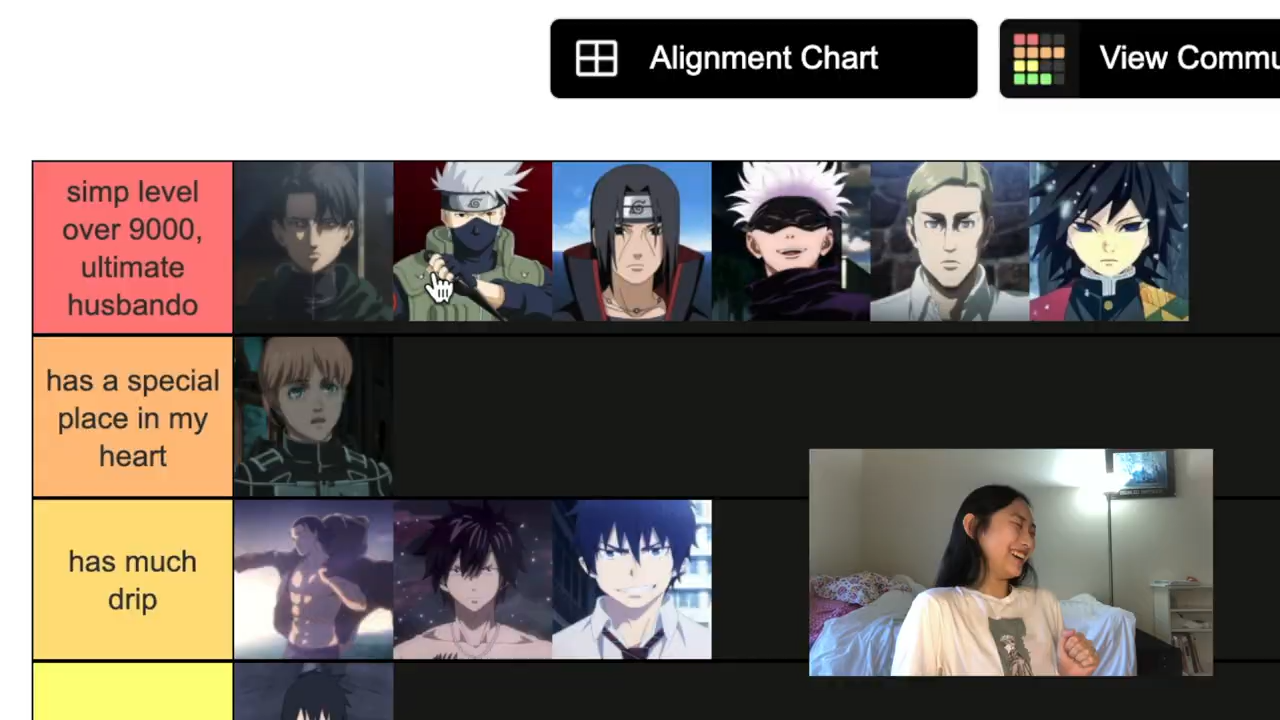 Alignment Chart
View Commu
simp level
over 9000,
ultimate
husbando
has a special
place in my
heart
has much
drip